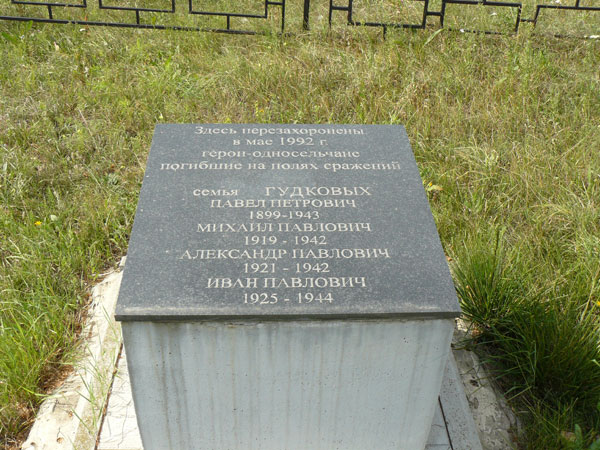 Здесь перезахоронены
в мае 1992 г.
герои-односельчане
погибшие на полях сражений
семья ГУДКОВЫХ
ПАВЕЛ ПЕТРОВИЧ
1899-1943
МИХАИЛ ПАВЛОВИЧ
1919 - 1942
АЛЕКСАНДР ПАВЛОВИЧ
1921 - 1942
ИВАН ПАВЛОВИЧ
1925 - 1944